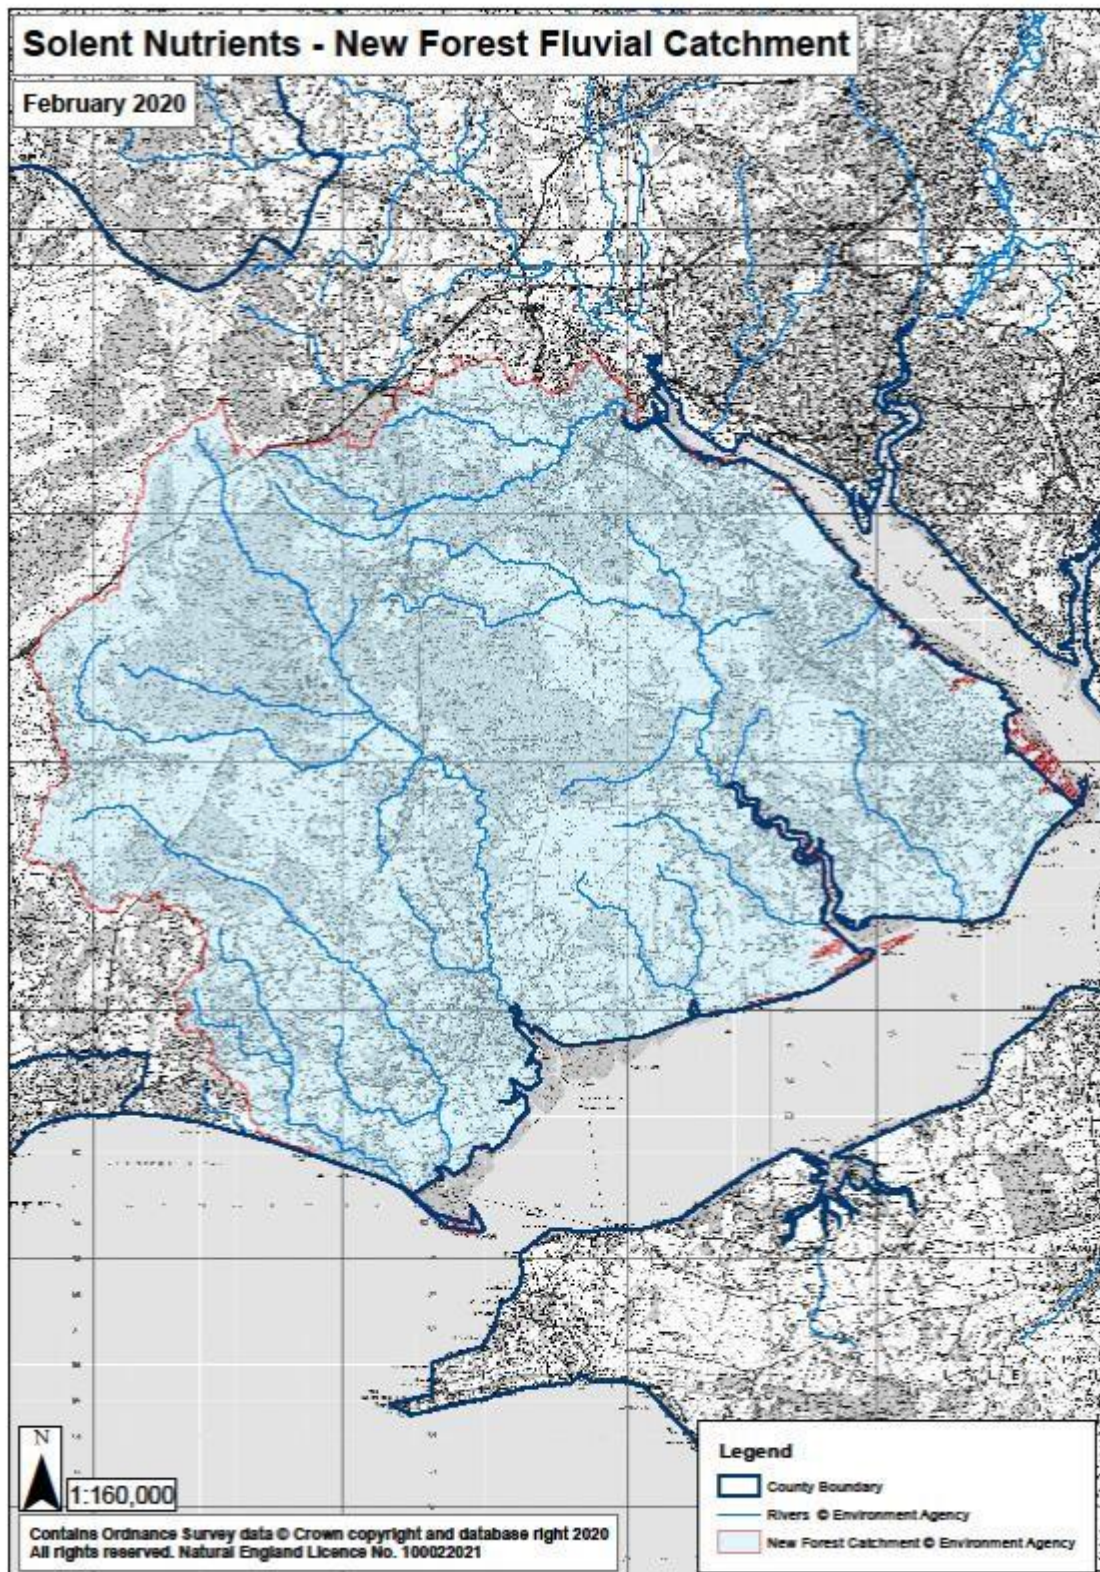 Solent Nutrients - New Forest Fluvial Catchment
February 2020
N
1:160,000
Contains Ordnance Survey data © Crown copyright and database right 2020
All rights reserved. Natural England Licence No. 100022021
Legend
County Boundary
Rivers © Environment Agency
New Forest Catchment © Environment Agency